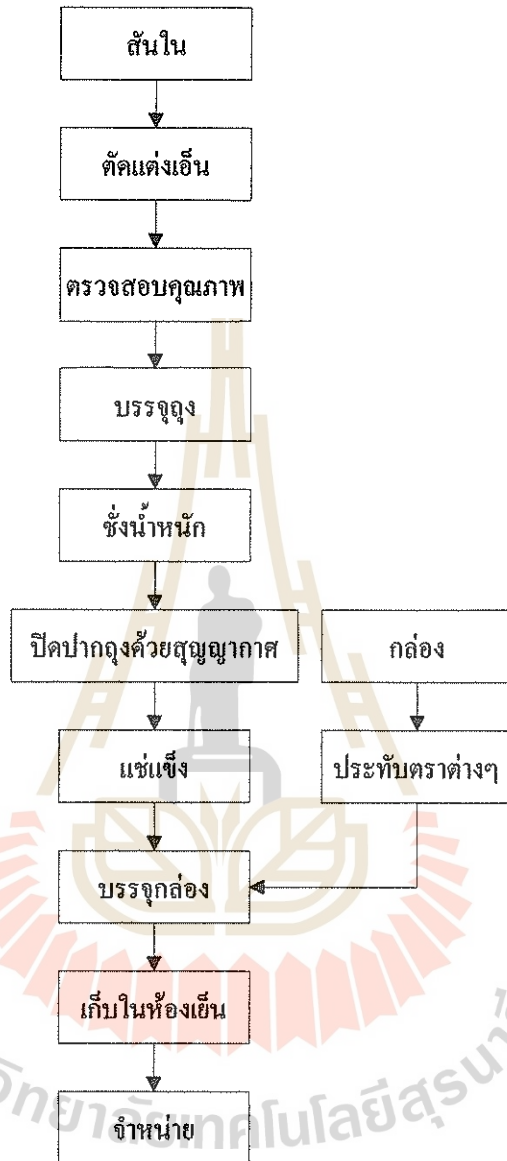 สันใน
ตัดแต่งเอ็น
ตรวจสอบคุณภาพ
บรรจุถุง
ชั่งน้ำหนัก
ปิดปากถุงด้วยสุญญากาศ
กล่อง
แช่แข็ง
ประทับตราต่างๆ
บรรจุกล่อง
เก็บในห้องเย็น
จำหน่าย
วิทยาลัยเทคโนโลยีสุรนา